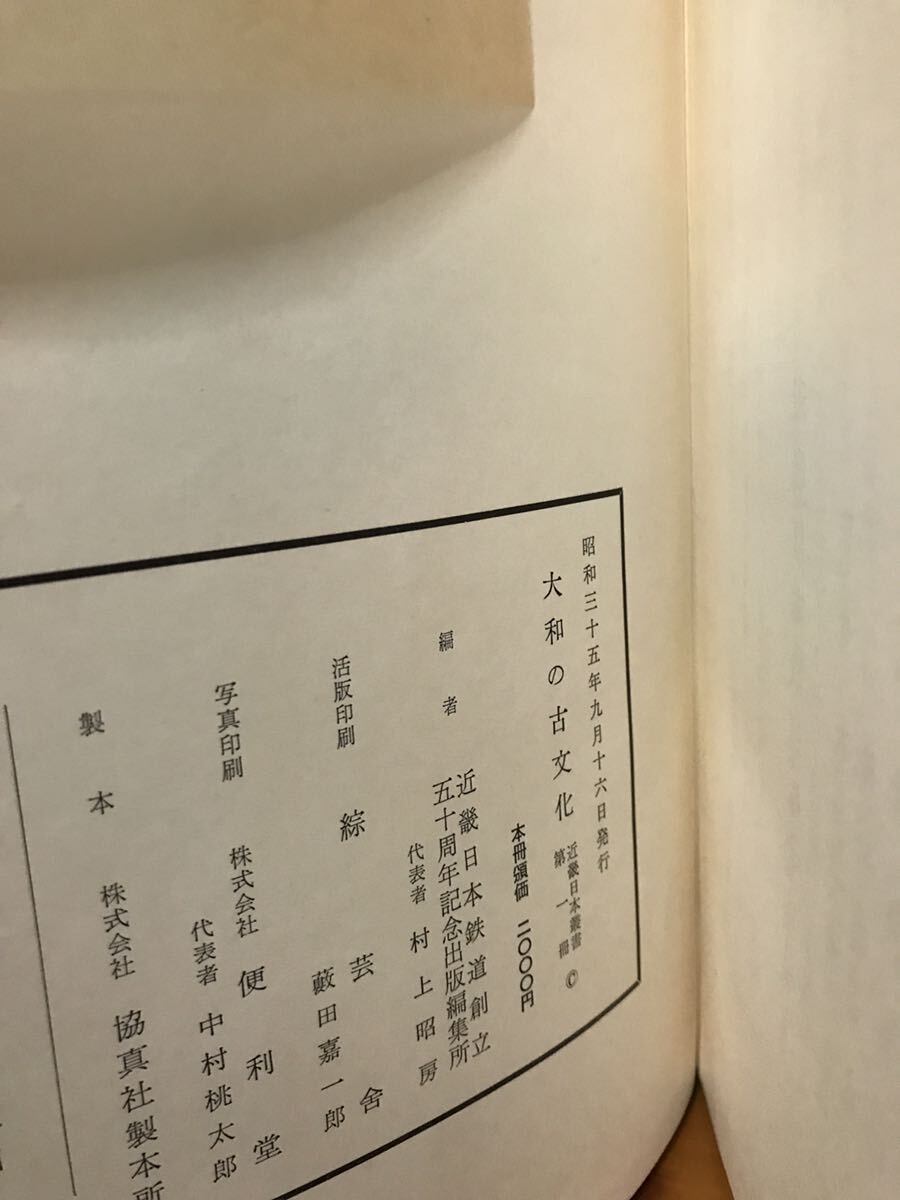 昭和三十五年九月十六日発行
大和の古文化
近畿日本叢書
第一冊
©
本冊頒価 二〇〇〇円
編者
近畿日本鉄道創立
五十周年記念出版編集所
代表者 村上昭房
活版印刷 綜芸舎
藪田嘉一郎
写真印刷 株式会社 便利堂
代表者 中村桃太郎
製本 株式会社 協真社製本所